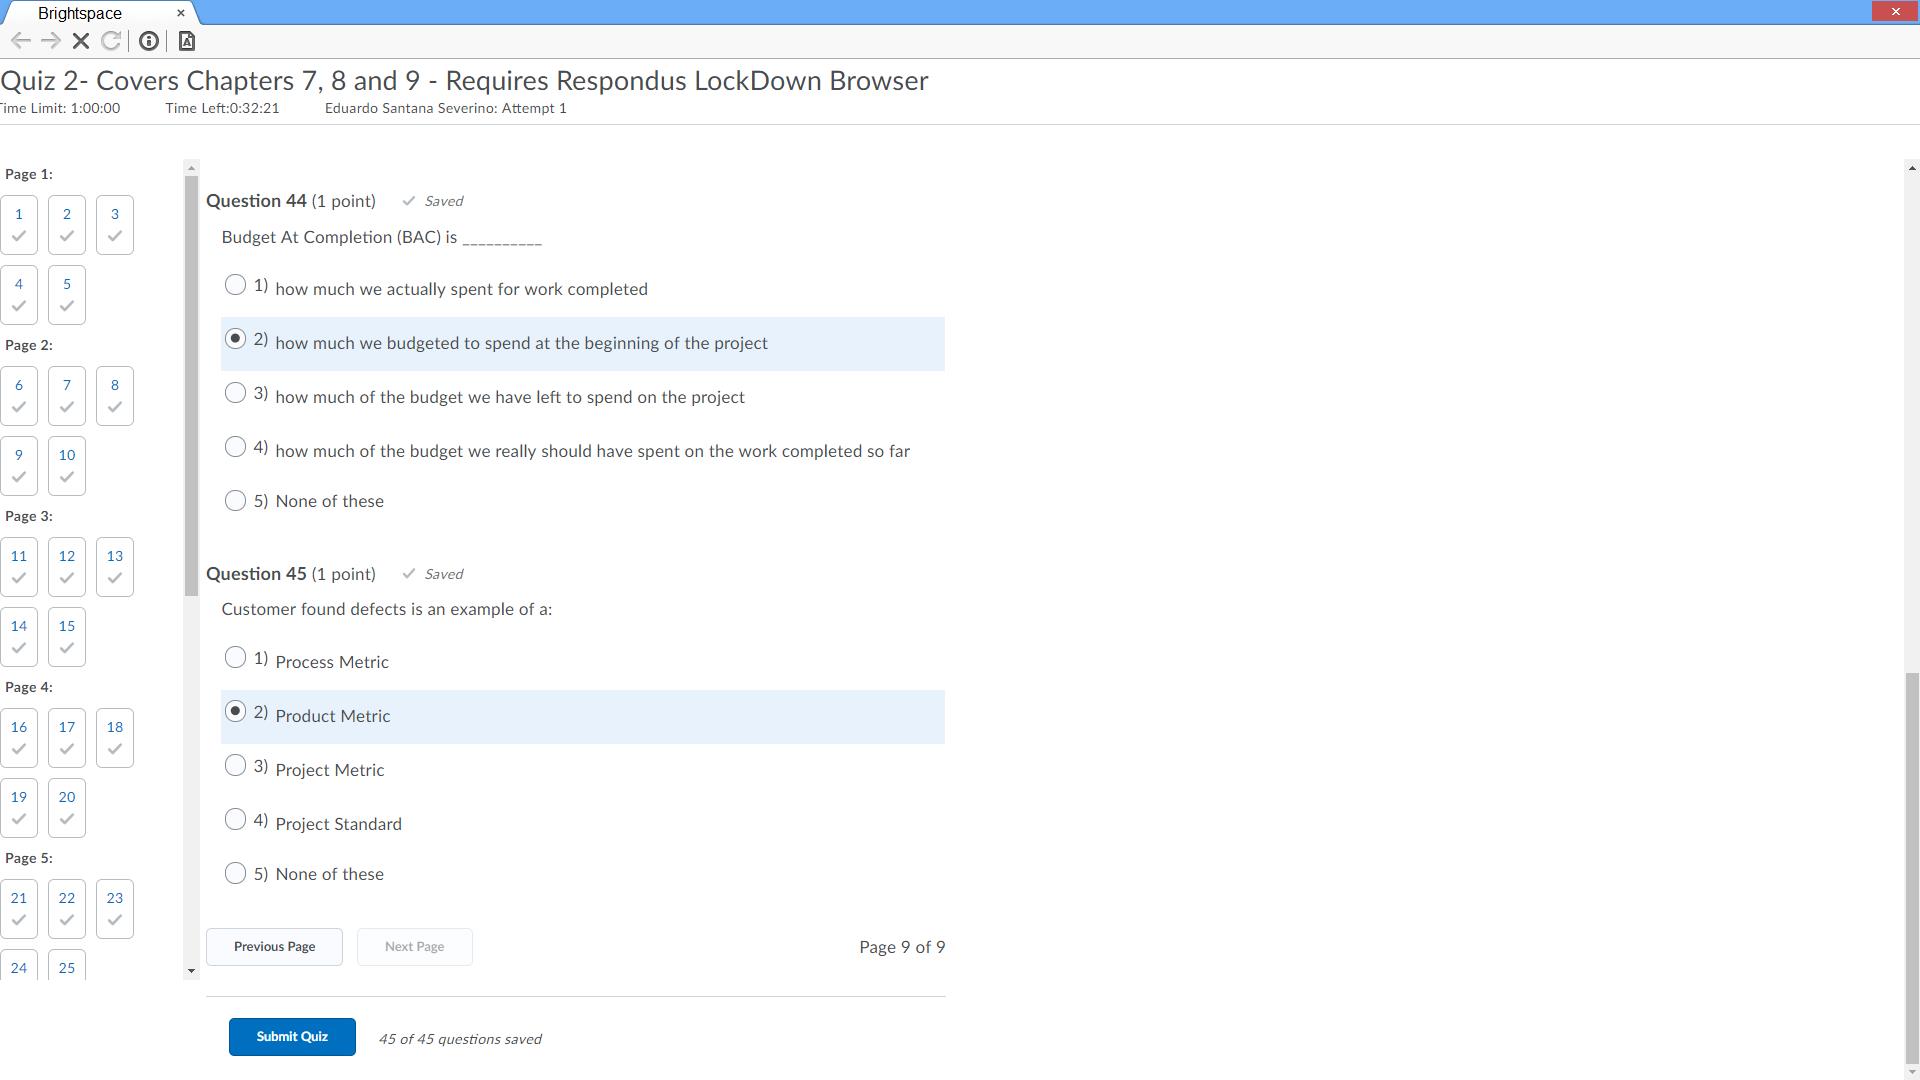 Brightspace
Quiz 2- Covers Chapters 7, 8 and 9 - Requires Respondus LockDown Browser
Time Limit: 1:00:00 Time Left:0:32:21 Eduardo Santana Severino: Attempt 1
Page 1:
1 2 3
4 5
Page 2:
6 7 8
9 10
Page 3:
11 12 13
14 15
Page 4:
16 17 18
19 20
Page 5:
21 22 23
24 25
Question 44 (1 point) Saved
Budget At Completion (BAC) is __________
1) how much we actually spent for work completed
2) how much we budgeted to spend at the beginning of the project
3) how much of the budget we have left to spend on the project
4) how much of the budget we really should have spent on the work completed so far
5) None of these
Question 45 (1 point) Saved
Customer found defects is an example of a:
1) Process Metric
2) Product Metric
3) Project Metric
4) Project Standard
5) None of these
Previous Page Next Page Page 9 of 9
Submit Quiz 45 of 45 questions saved